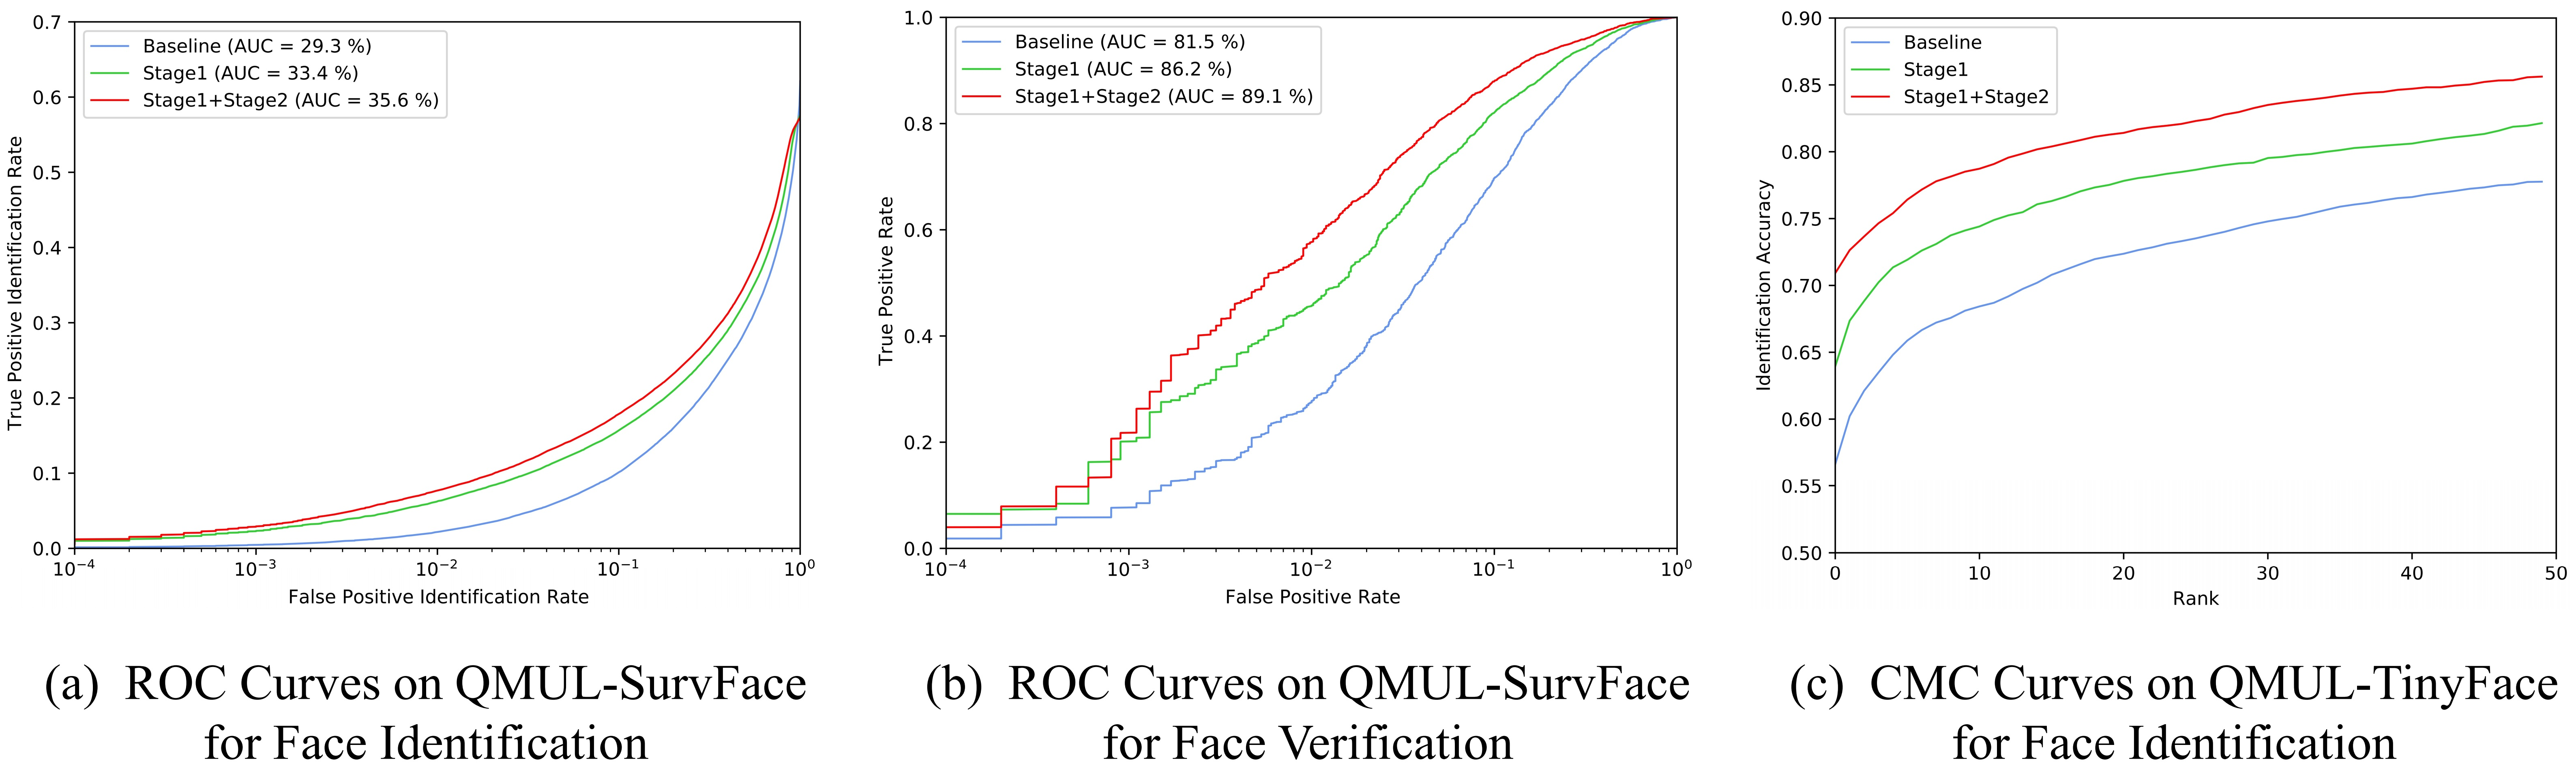 0.7
0.6
0.5
0.4
0.3
0.2
0.1
0.0
True Positive Identification Rate
Baseline (AUC = 29.3 %)
Stage1 (AUC = 33.4 %)
Stage1+Stage2 (AUC = 35.6 %)
10⁻⁴ 10⁻³ 10⁻² 10⁻¹ 10⁰
False Positive Identification Rate
(a) ROC Curves on QMUL-SurvFace
for Face Identification
1.0
0.8
0.6
0.4
0.2
0.0
True Positive Rate
Baseline (AUC = 81.5 %)
Stage1 (AUC = 86.2 %)
Stage1+Stage2 (AUC = 89.1 %)
10⁻⁴ 10⁻³ 10⁻² 10⁻¹ 10⁰
False Positive Rate
(b) ROC Curves on QMUL-SurvFace
for Face Verification
0.90
0.85
0.80
0.75
0.70
0.65
0.60
0.55
0.50
Identification Accuracy
Baseline
Stage1
Stage1+Stage2
0 10 20 30 40 50
Rank
(c) CMC Curves on QMUL-TinyFace
for Face Identification